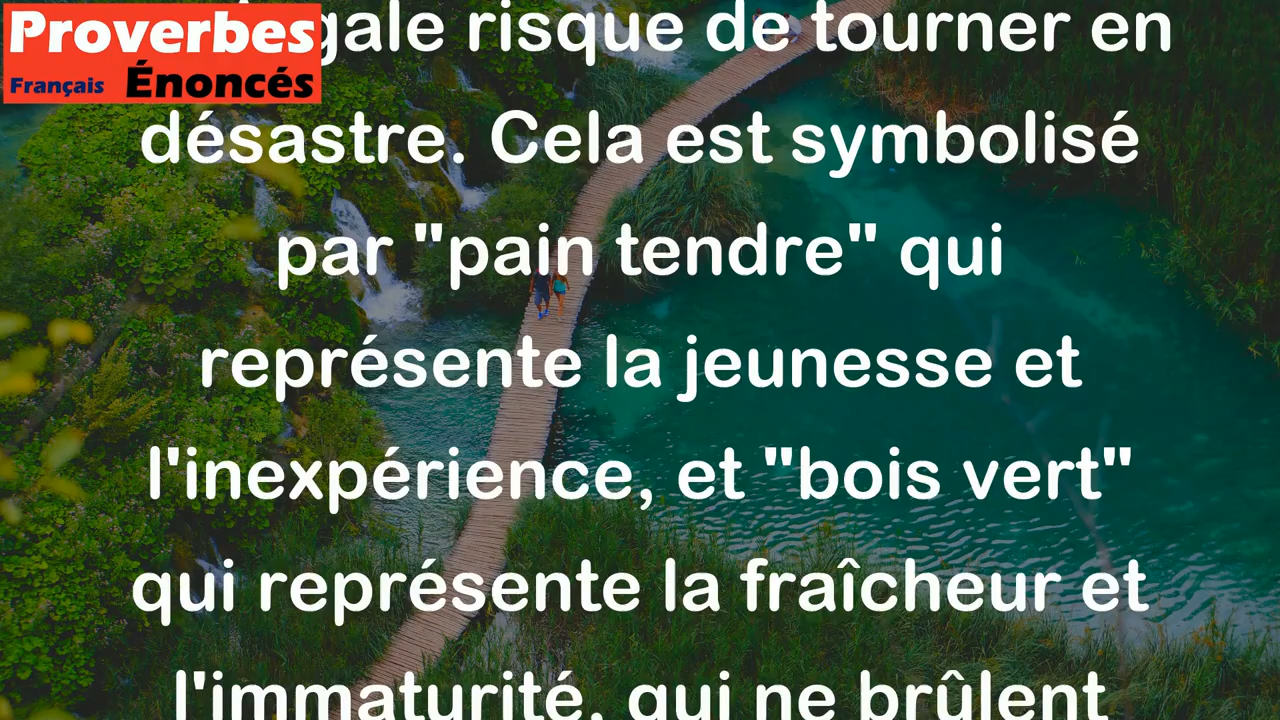 Proverbes
Français Énoncés
risque de tourner en
désastre. Cela est symbolisé
par "pain tendre" qui
représente la jeunesse et
l'inexpérience, et "bois vert"
qui représente la fraîcheur et
l'immaturité, qui ne brûlent